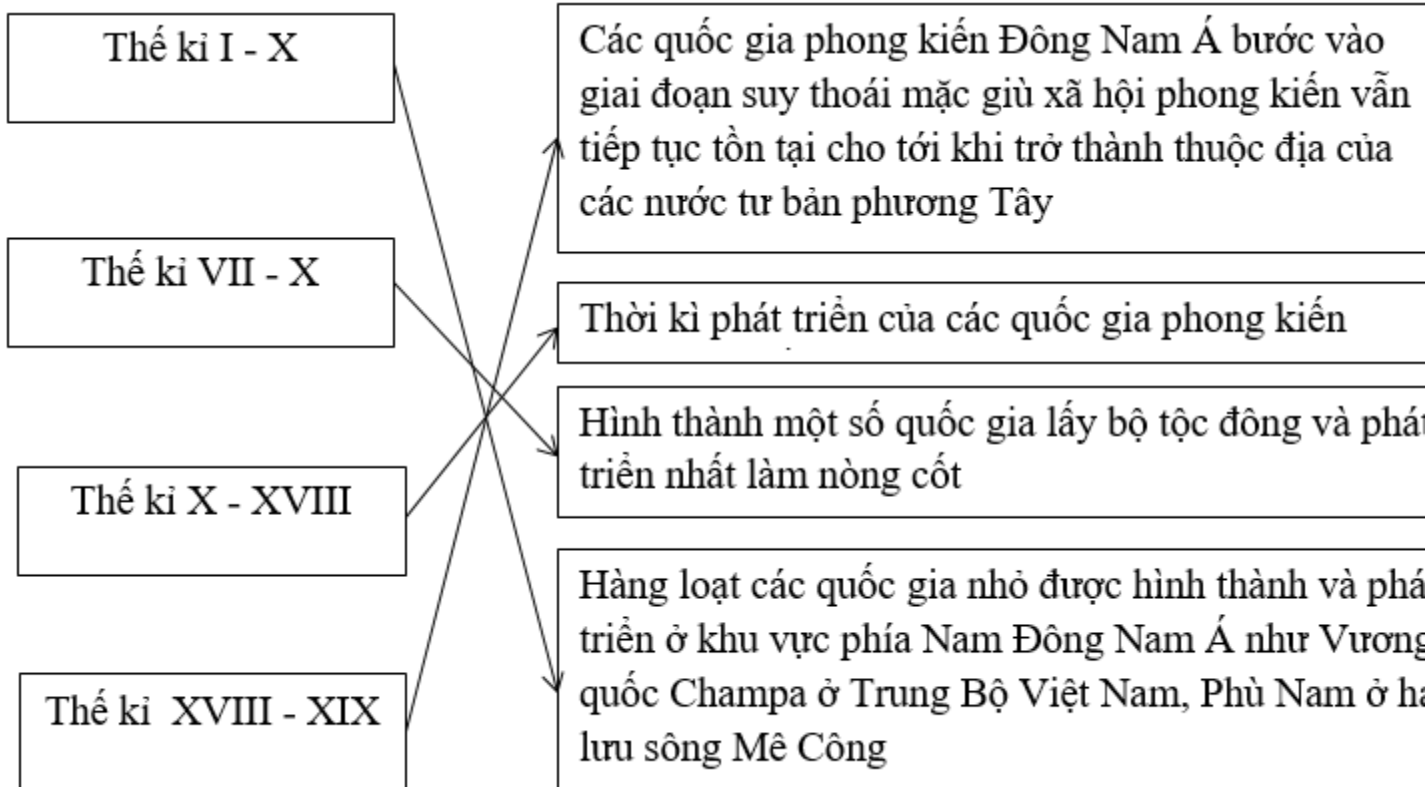 Thế kỉ I - X
Thế kỉ VII - X
Thế kỉ X - XVIII
Thế kỉ XVIII - XIX
Các quốc gia phong kiến Đông Nam Á bước vào
giai đoạn suy thoái mặc giù xã hội phong kiến vẫn
tiếp tục tồn tại cho tới khi trở thành thuộc địa của
các nước tư bản phương Tây
Thời kì phát triển của các quốc gia phong kiến
Hình thành một số quốc gia lấy bộ tộc đông và phát
triển nhất làm nòng cốt
Hàng loạt các quốc gia nhỏ được hình thành và
triển ở khu vực phía Nam Đông Nam Á như Vương
quốc Champa ở Trung Bộ Việt Nam, Phù Nam ở
lưu sông Mê Công